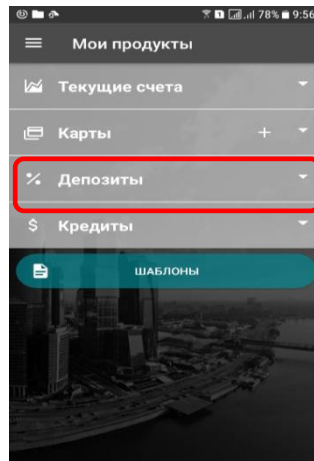 78% 9:56
Мои продукты
Текущие счета
Карты +
Депозиты
$ Кредиты
ШАБЛОНЫ